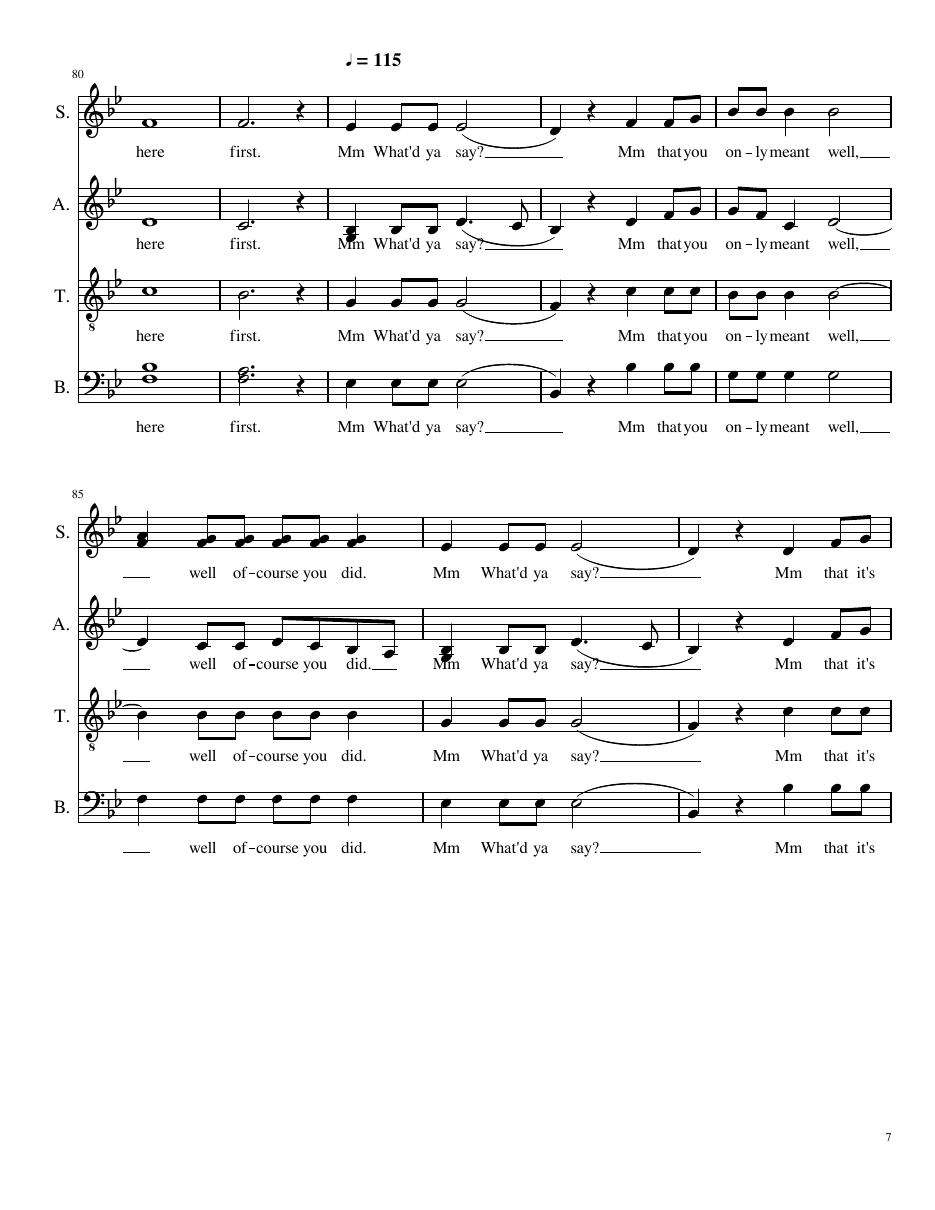 ♩ = 115
80
S.
here first. Mm What'd ya say? Mm that you on – ly meant well,
A.
here first. Mm What'd ya say? Mm that you on – ly meant well,
T.
8
here first. Mm What'd ya say? Mm that you on – ly meant well,
B.
here first. Mm What'd ya say? Mm that you on – ly meant well,
85
S.
well of–course you did. Mm What'd ya say? Mm that it's
A.
well of–course you did. Mm What'd ya say? Mm that it's
T.
8
well of–course you did. Mm What'd ya say? Mm that it's
B.
well of–course you did. Mm What'd ya say? Mm that it's
7